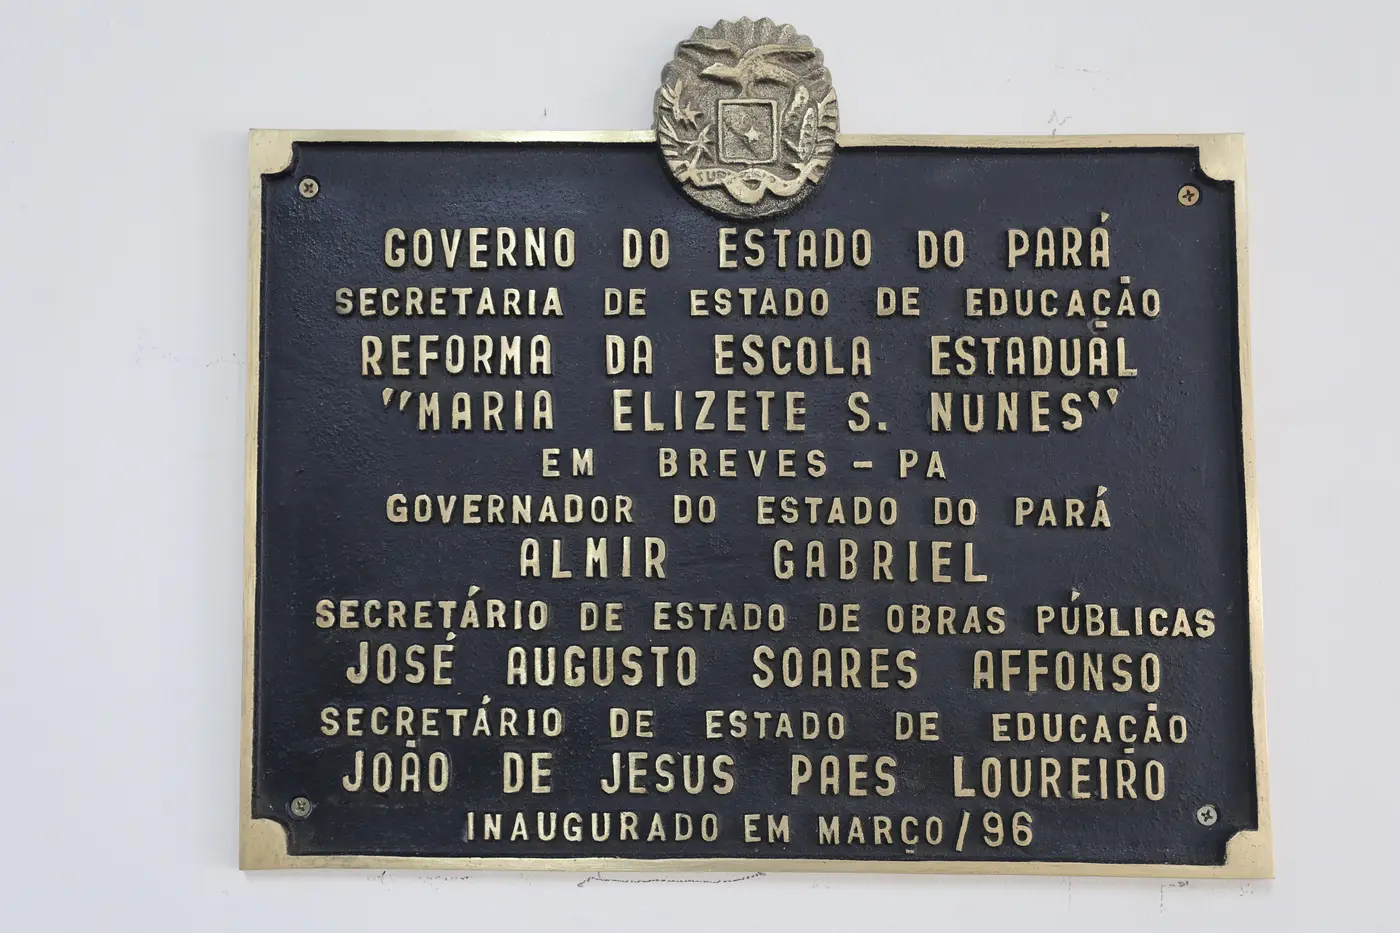 GOVERNO DO ESTADO DO PARÁ
SECRETARIA DE ESTADO DE EDUCAÇÃO
REFORMA DA ESCOLA ESTADUAL
"MARIA ELIZETE S. NUNES"
EM BREVES - PA
GOVERNADOR DO ESTADO DO PARÁ
ALMIR GABRIEL
SECRETÁRIO DE ESTADO DE OBRAS PÚBLICAS
JOSÉ AUGUSTO SOARES AFFONSO
SECRETÁRIO DE ESTADO DE EDUCAÇÃO
JOÃO DE JESUS PAES LOUREIRO
INAUGURADO EM MARÇO/96